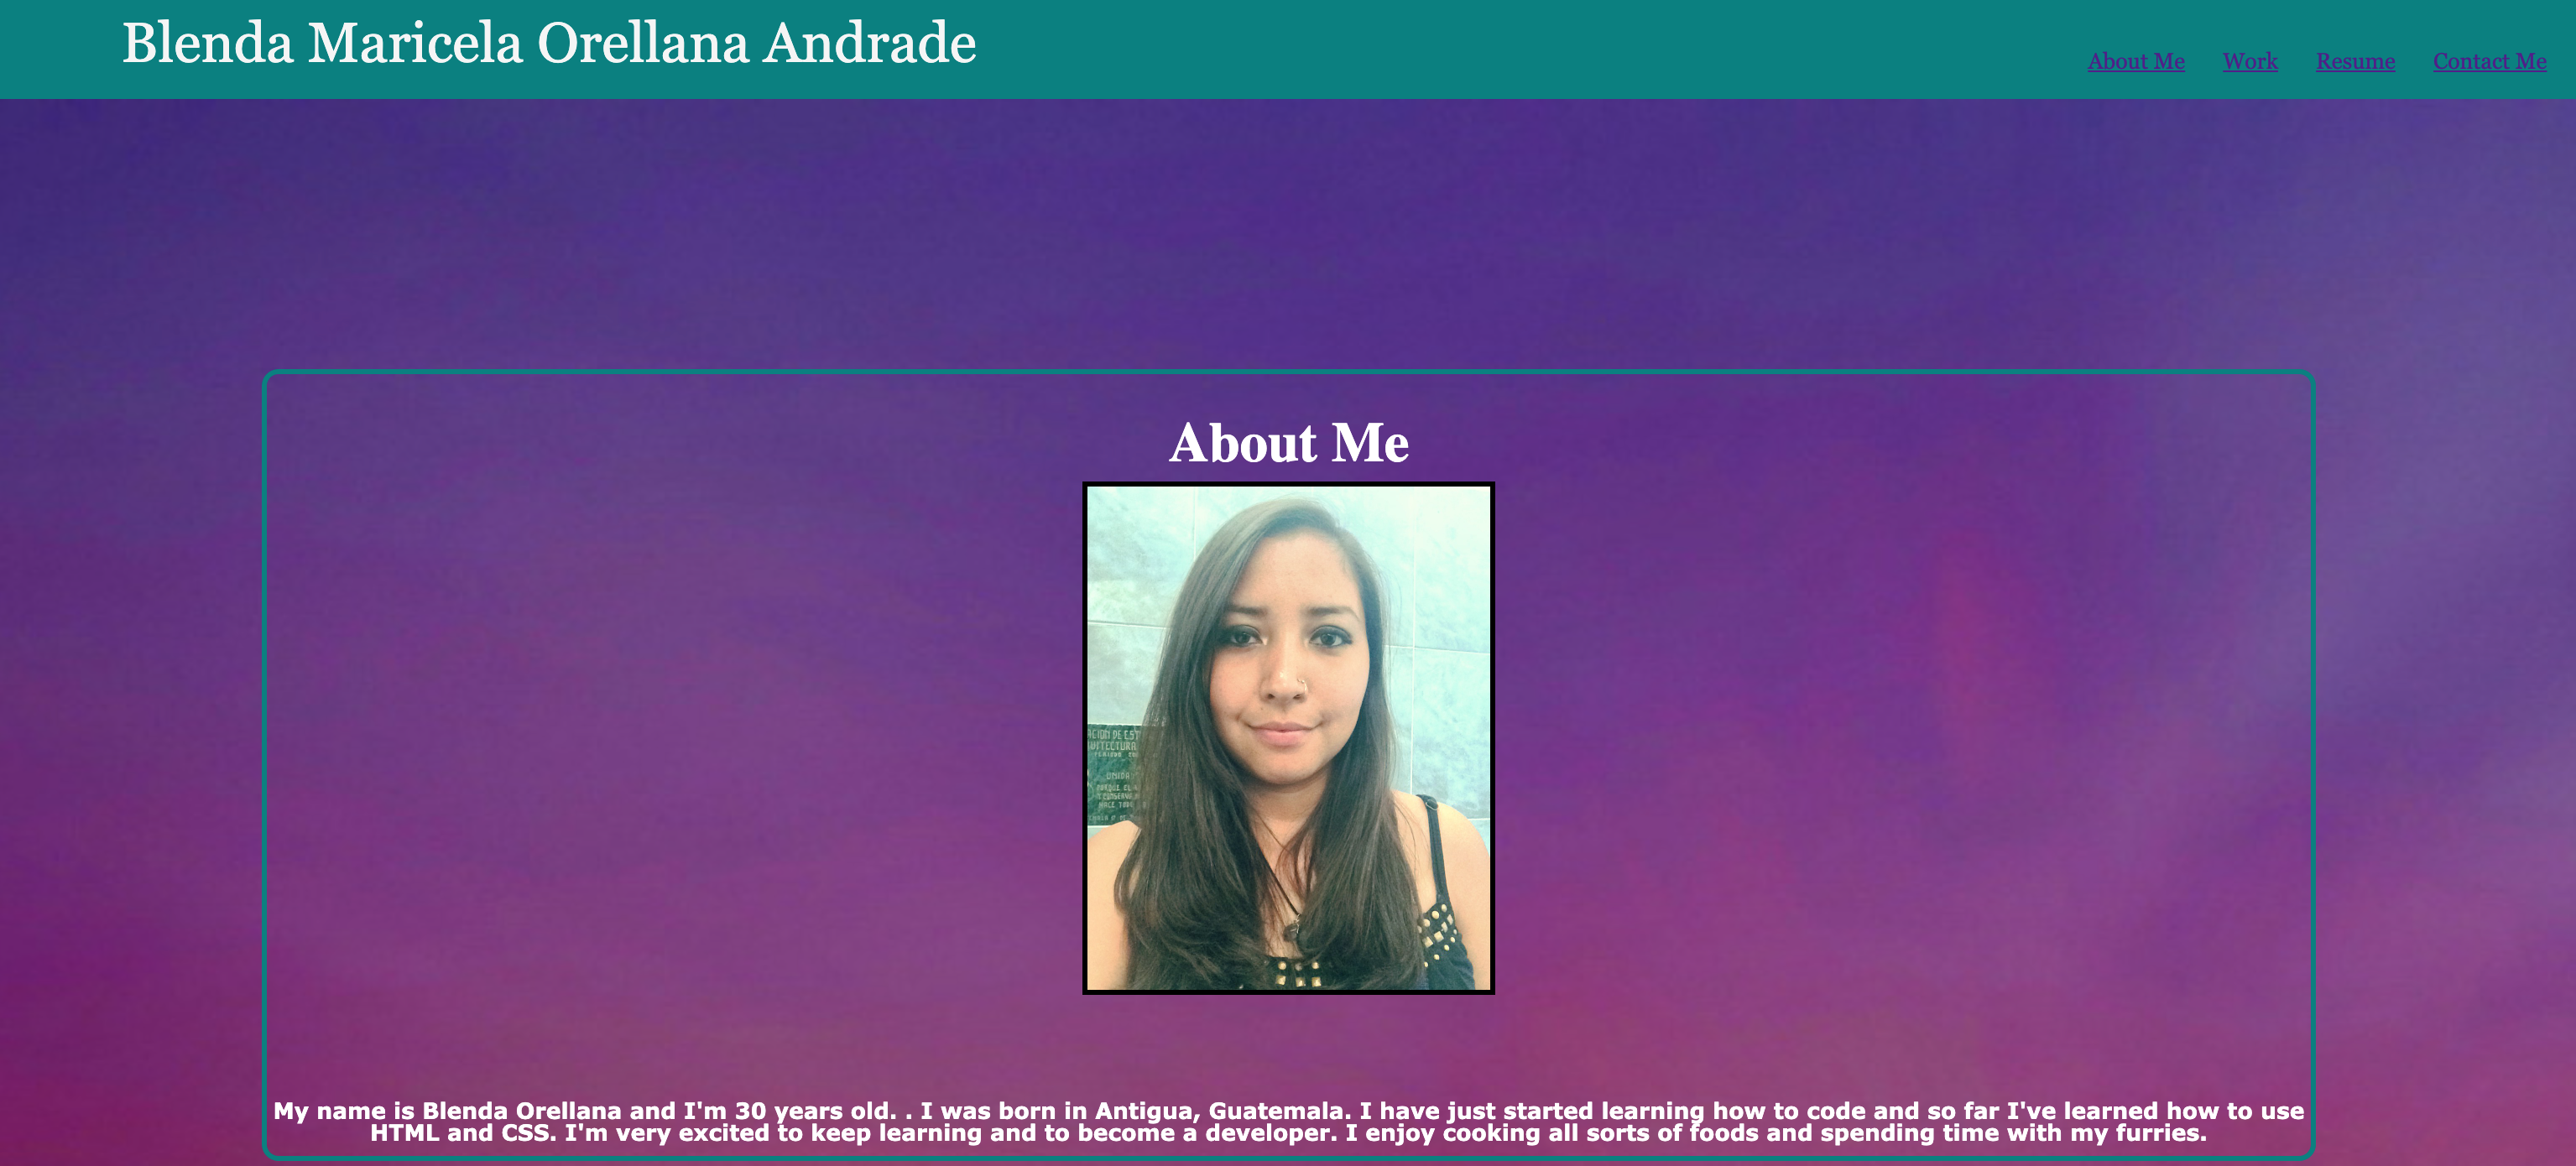 Blenda Maricela Orellana Andrade
About Me Work Resume Contact Me
About Me
UNIDA
My name is Blenda Orellana and I'm 30 years old. . I was born in Antigua, Guatemala. I have just started learning how to code and so far I've learned how to use
HTML and CSS. I'm very excited to keep learning and to become a developer. I enjoy cooking all sorts of foods and spending time with my furries.